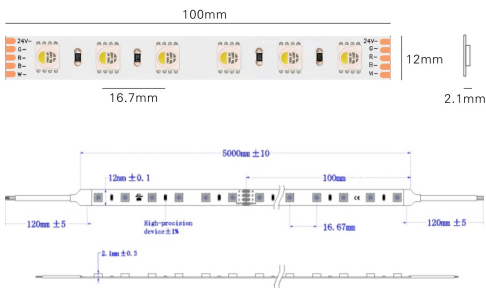 100mm
24V-
G-
R-
B-
W-
24V-
G-
R-
B-
W-
12mm
16.7mm
2.1mm
5000mm ±10
12mm ±0.1
100mm
CE
120mm ±5
High-precision
device±1%
16.67mm
120mm ±5
2.1mm ±0.3